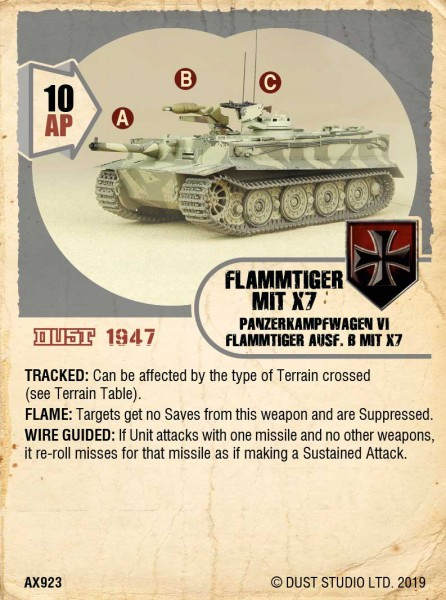 10
AP
A
B
C
FLAMMTIGER
MIT X7
PANZERKAMPFWAGEN VI
FLAMMTIGER AUSF. B MIT X7
DUST 1947
TRACKED: Can be affected by the type of Terrain crossed
(see Terrain Table).
FLAME: Targets get no Saves from this weapon and are Suppressed.
WIRE GUIDED: If Unit attacks with one missile and no other weapons,
it re-roll misses for that missile as if making a Sustained Attack.
AX923
© DUST STUDIO LTD. 2019